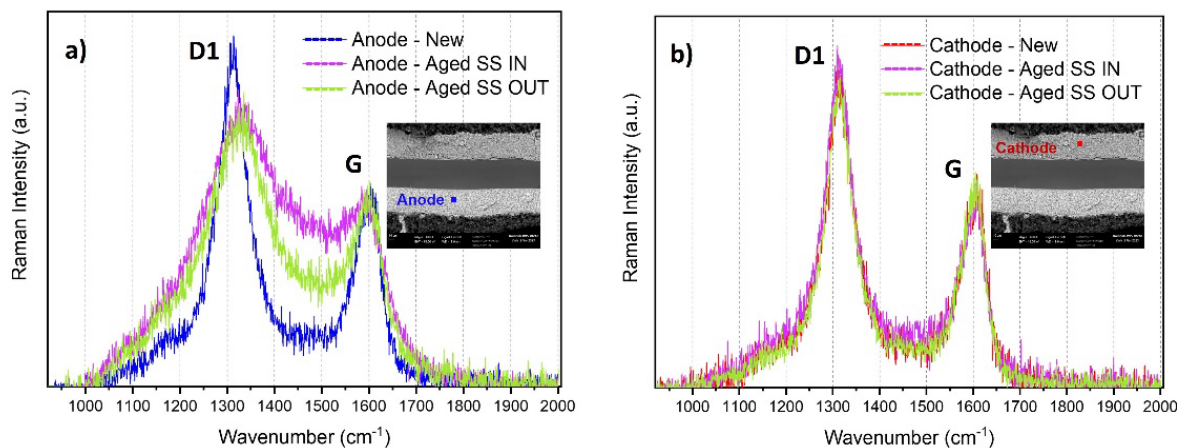 a)
D1
Anode - New
Anode - Aged SS IN
Anode - Aged SS OUT
G
Anode
Raman Intensity (a.u.)
1000 1100 1200 1300 1400 1500 1600 1700 1800 1900 2000
Wavenumber (cm⁻¹)
b)
D1
Cathode - New
Cathode - Aged SS IN
Cathode - Aged SS OUT
G
Cathode
Anode
Raman Intensity (a.u.)
1000 1100 1200 1300 1400 1500 1600 1700 1800 1900 2000
Wavenumber (cm⁻¹)